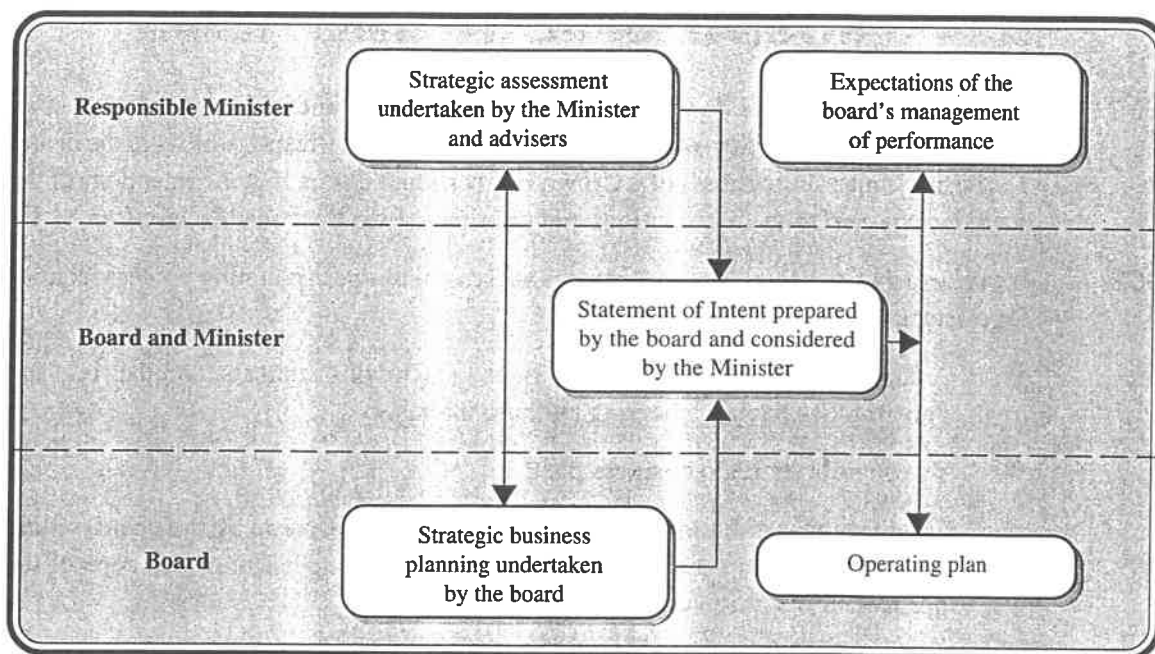 Responsible Minister
Strategic assessment
undertaken by the Minister
and advisers
Expectations of the
board's management
of performance
Board and Minister
Statement of Intent prepared
by the board and considered
by the Minister
Board
Strategic business
planning undertaken
by the board
Operating plan